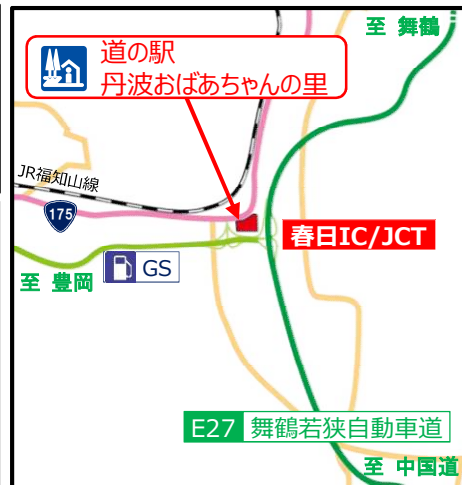 至 舞鶴
道の駅
丹波おばあちゃんの里
JR福知山線
175
春日IC/JCT
GS
至 豊岡
E27 舞鶴若狭自動車道
至 中国道